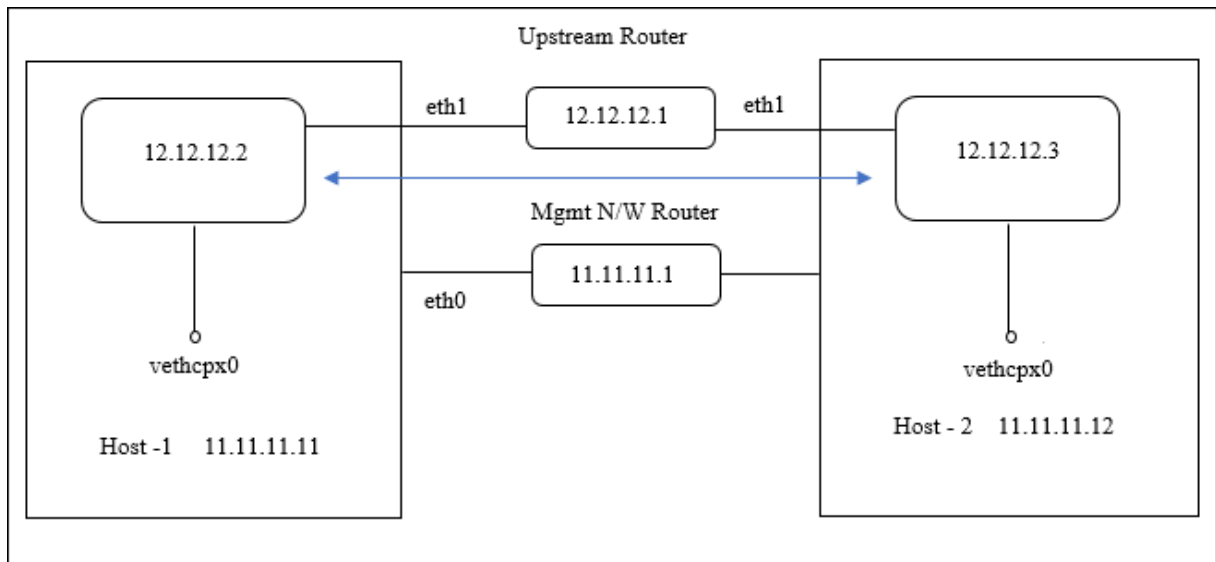 Upstream Router
eth1
12.12.12.1
eth1
12.12.12.2
12.12.12.3
Mgmt N/W Router
11.11.11.1
eth0
vethcpx0
vethcpx0
Host -1 11.11.11.11
Host - 2 11.11.11.12